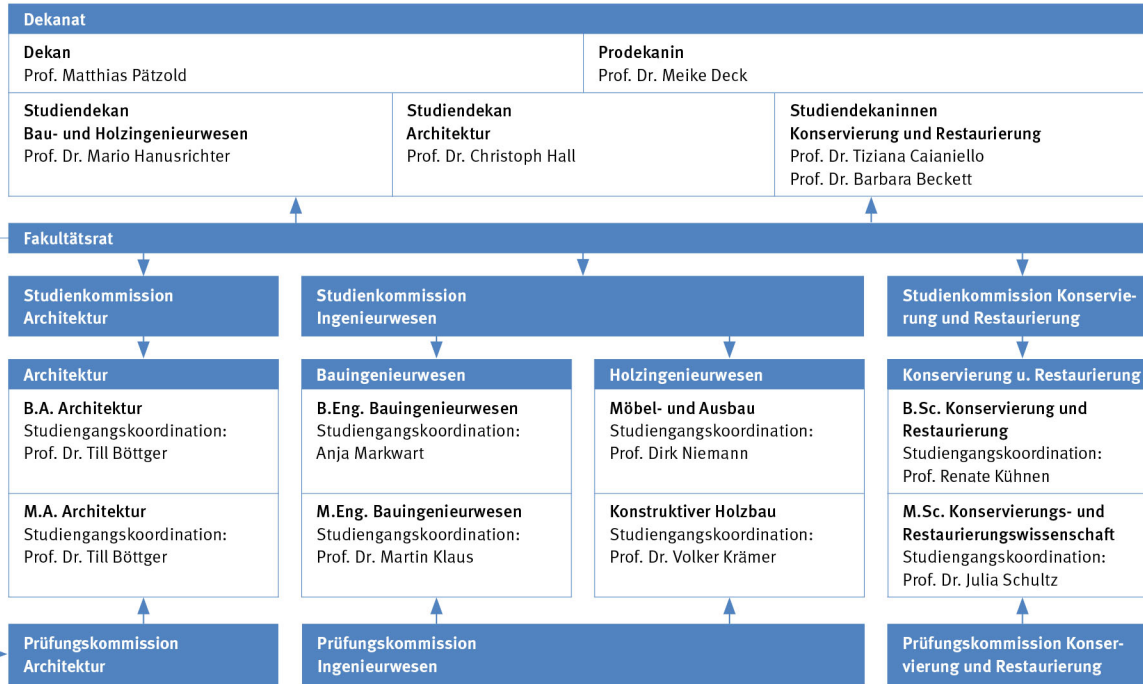 Dekanat
Dekan
Prof. Matthias Pätzold
Prodekanin
Prof. Dr. Meike Deck
Studiendekan
Bau- und Holzingenieurwesen
Prof. Dr. Mario Hanusrichter
Studiendekan
Architektur
Prof. Dr. Christoph Hall
Studiendekaninnen
Konservierung und Restaurierung
Prof. Dr. Tiziana Caianiello
Prof. Dr. Barbara Beckett
Fakultätsrat
Studienkommission
Architektur
Studienkommission
Ingenieurwesen
Studienkommission Konservie-
rung und Restaurierung
Architektur
B.A. Architektur
Studiengangskoordination:
Prof. Dr. Till Böttger
M.A. Architektur
Studiengangskoordination:
Prof. Dr. Till Böttger
Bauingenieurwesen
B.Eng. Bauingenieurwesen
Studiengangskoordination:
Anja Markwart
M.Eng. Bauingenieurwesen
Studiengangskoordination:
Prof. Dr. Martin Klaus
Holzingenieurwesen
Möbel- und Ausbau
Studiengangskoordination:
Prof. Dirk Niemann
Konstruktiver Holzbau
Studiengangskoordination:
Prof. Dr. Volker Krämer
Konservierung u. Restaurierung
B.Sc. Konservierung und
Restaurierung
Studiengangskoordination:
Prof. Renate Kühnen
M.Sc. Konservierungs- und
Restaurierungswissenschaft
Studiengangskoordination:
Prof. Dr. Julia Schultz
Prüfungskommission
Architektur
Prüfungskommission
Ingenieurwesen
Prüfungskommission Konser-
vierung und Restaurierung